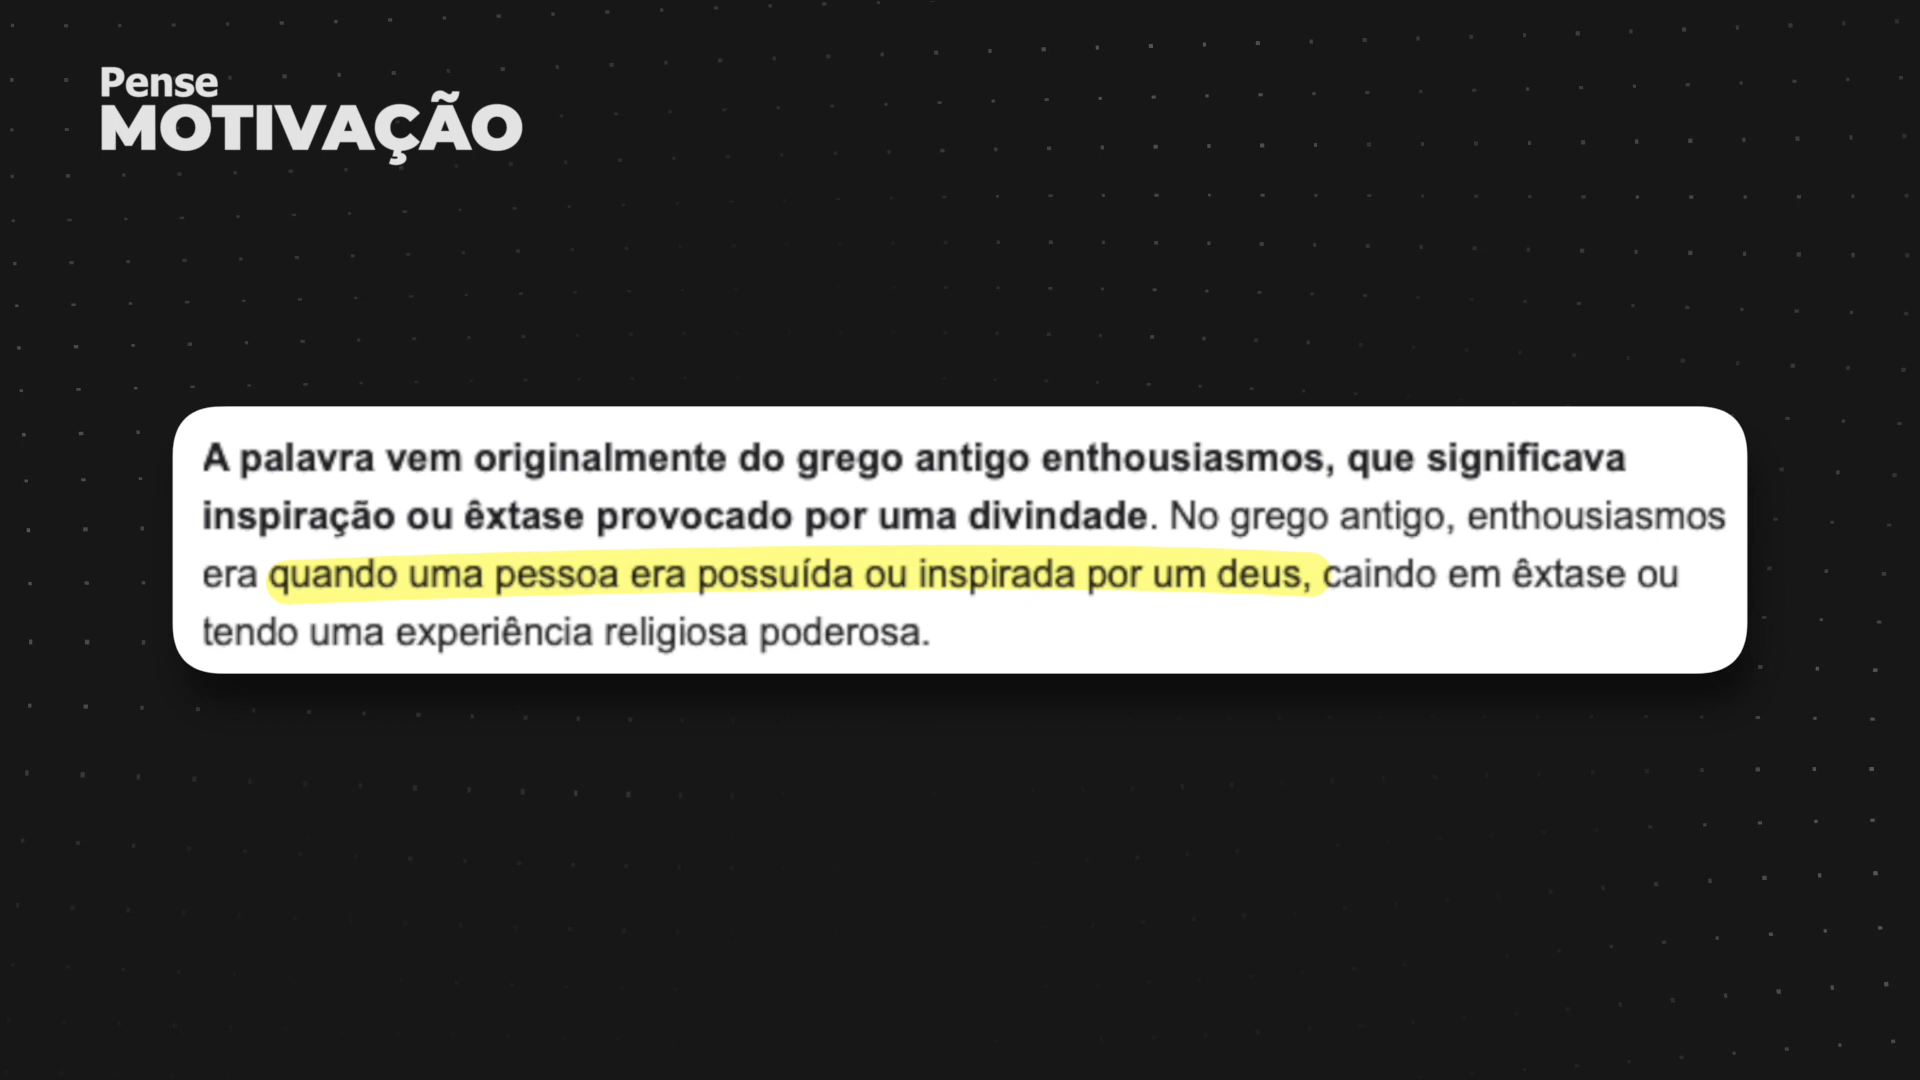 Pense
MOTIVAÇÃO
A palavra vem originalmente do grego antigo enthousiasmos, que significava
inspiração ou êxtase provocado por uma divindade. No grego antigo, enthousiasmos
era quando uma pessoa era possuída ou inspirada por um deus, caindo em êxtase ou
tendo uma experiência religiosa poderosa.